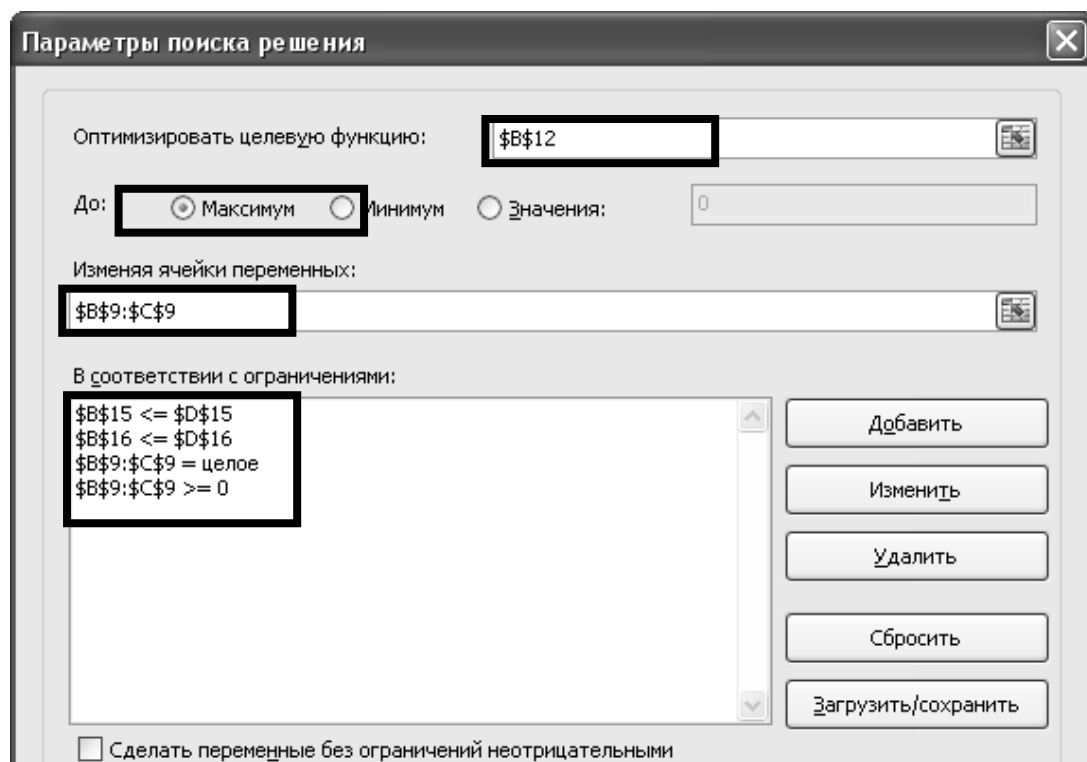 Параметры поиска решения
Оптимизировать целевую функцию: $B$12
До: Максимум Минимум Значения: 0
Изменяя ячейки переменных:
$B$9:$C$9
В соответствии с ограничениями:
$B$15 <= $D$15
$B$16 <= $D$16
$B$9:$C$9 = целое
$B$9:$C$9 >= 0
Добавить
Изменить
Удалить
Сбросить
Загрузить/сохранить
Сделать переменные без ограничений неотрицательными